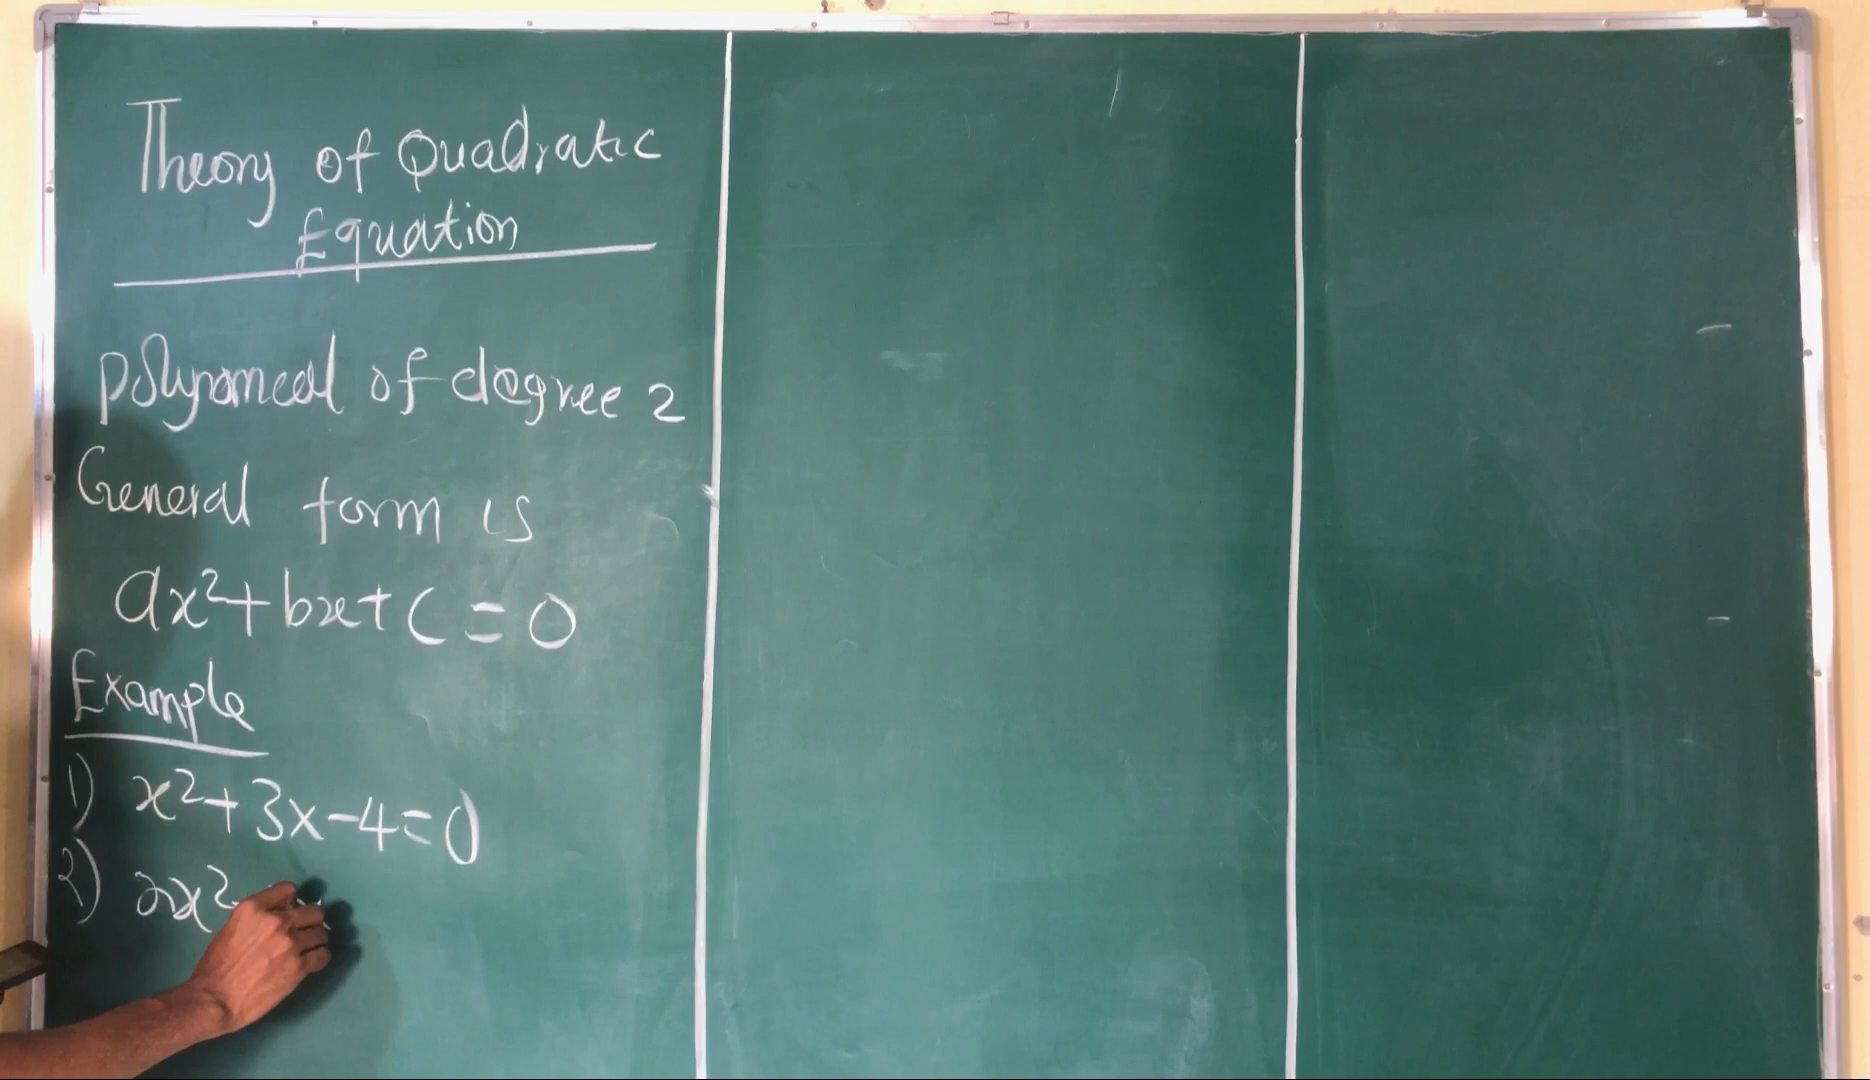 Theory of Quadratic
Equation
Polynomeal of degree 2
General form is
ax²+bx+c=0
Example
1) x²+3x-4=0
2) 2x²